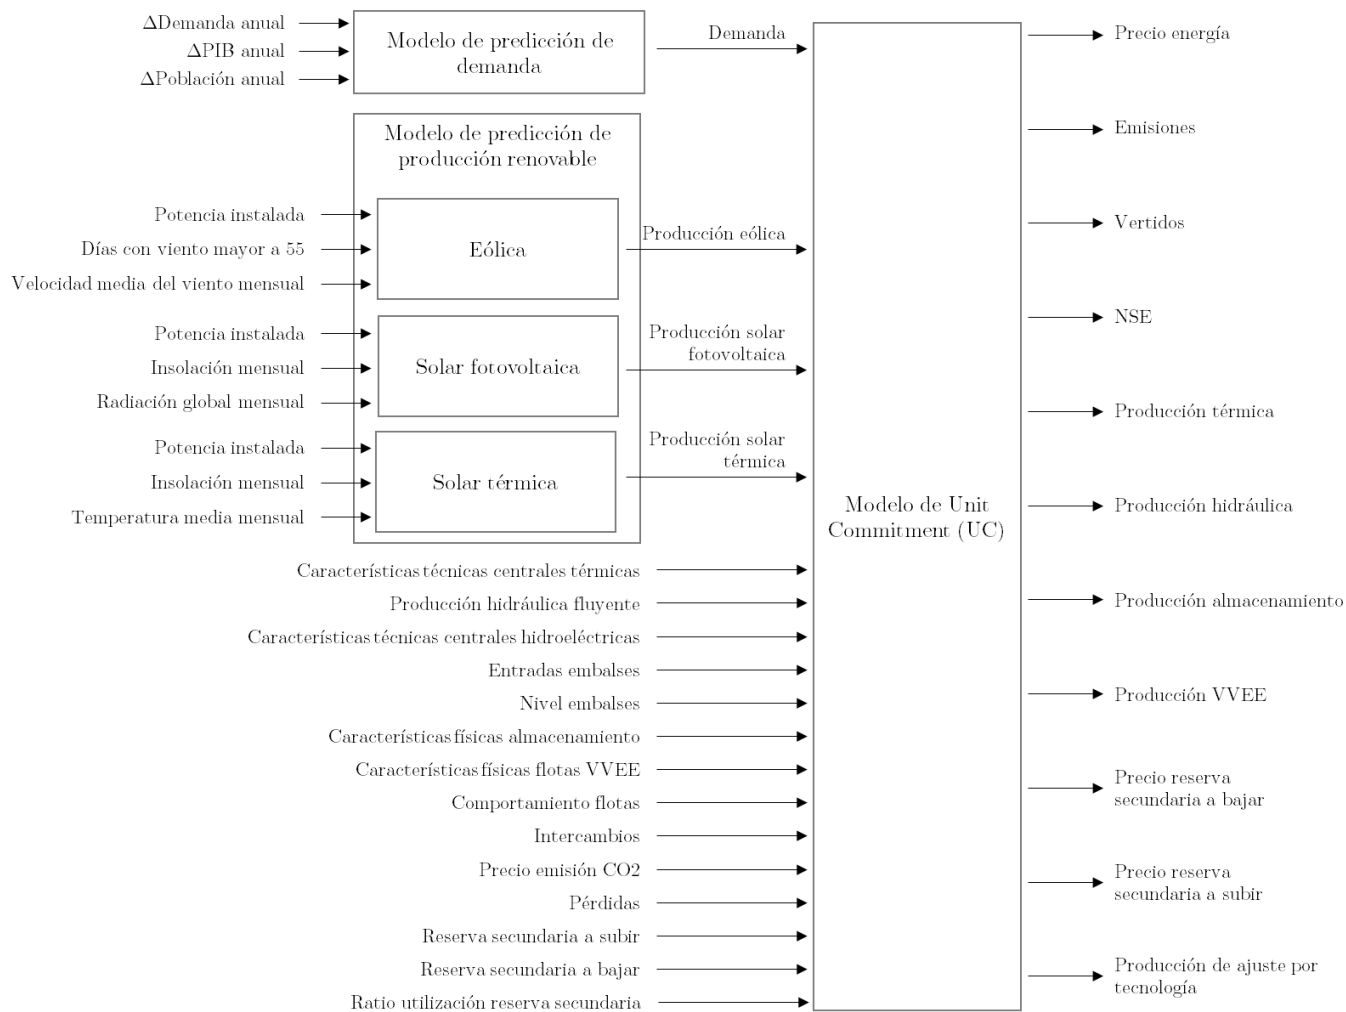 ΔDemanda anual
ΔPIB anual
ΔPoblación anual
Modelo de predicción de
demanda
Demanda
Modelo de predicción de
producción renovable
Potencia instalada
Días con viento mayor a 55
Velocidad media del viento mensual
Eólica
Producción eólica
Potencia instalada
Insolación mensual
Radiación global mensual
Solar fotovoltaica
Producción solar
fotovoltaica
Potencia instalada
Insolación mensual
Temperatura media mensual
Solar térmica
Producción solar
térmica
Características técnicas centrales térmicas
Producción hidráulica fluyente
Características técnicas centrales hidroeléctricas
Entradas embalses
Nivel embalses
Características físicas almacenamiento
Características físicas flotas VVEE
Comportamiento flotas
Intercambios
Precio emisión CO2
Pérdidas
Reserva secundaria a subir
Reserva secundaria a bajar
Ratio utilización reserva secundaria
Modelo de Unit
Commitment (UC)
Precio energía
Emisiones
Vertidos
NSE
Producción térmica
Producción hidráulica
Producción almacenamiento
Producción VVEE
Precio reserva
secundaria a bajar
Precio reserva
secundaria a subir
Producción de ajuste por
tecnología